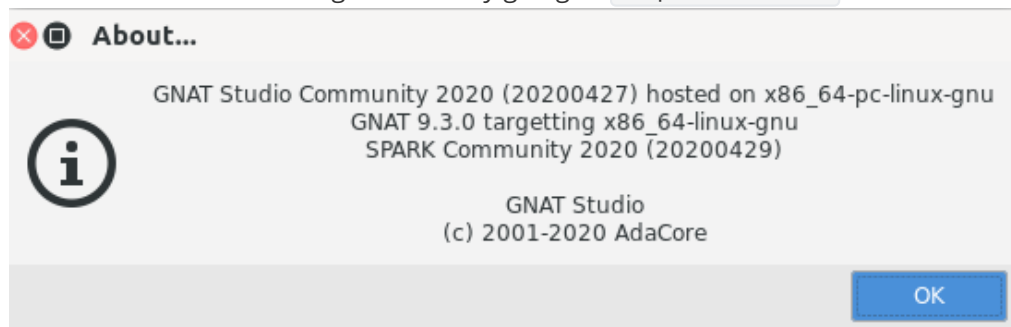 About...
GNAT Studio Community 2020 (20200427) hosted on x86_64-pc-linux-gnu
GNAT 9.3.0 targetting x86_64-linux-gnu
SPARK Community 2020 (20200429)
GNAT Studio
(c) 2001-2020 AdaCore
OK